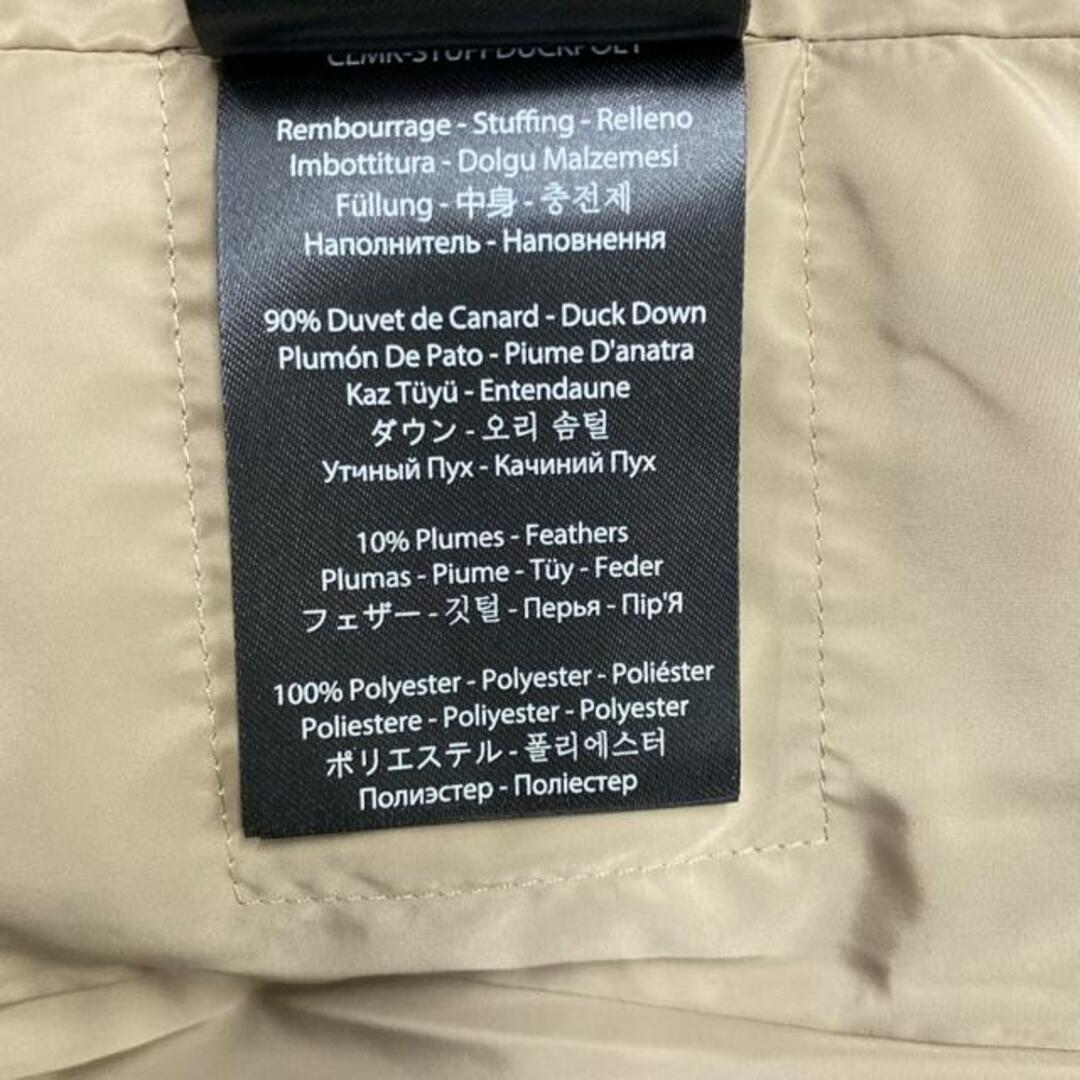 CLMR-STUFFDUCKPOLY
Rembourrage - Stuffing - Relleno
Imbottitura - Dolgu Malzemesi
Füllung - 中身 - 충전제
Наполнитель - Наповнення
90% Duvet de Canard - Duck Down
Plumón De Pato - Piume D'anatra
Kaz Tüyü - Entendaune
ダウン - 오리 솜털
Утиный Пух - Качиний Пух
10% Plumes - Feathers
Plumas - Piume - Tüy - Feder
フェザー - 깃털 - Перья - Пір'Я
100% Polyester - Polyester - Poliéster
Poliestere - Poliyester - Polyester
ポリエステル - 폴리에스터
Полиэстер - Поліестер